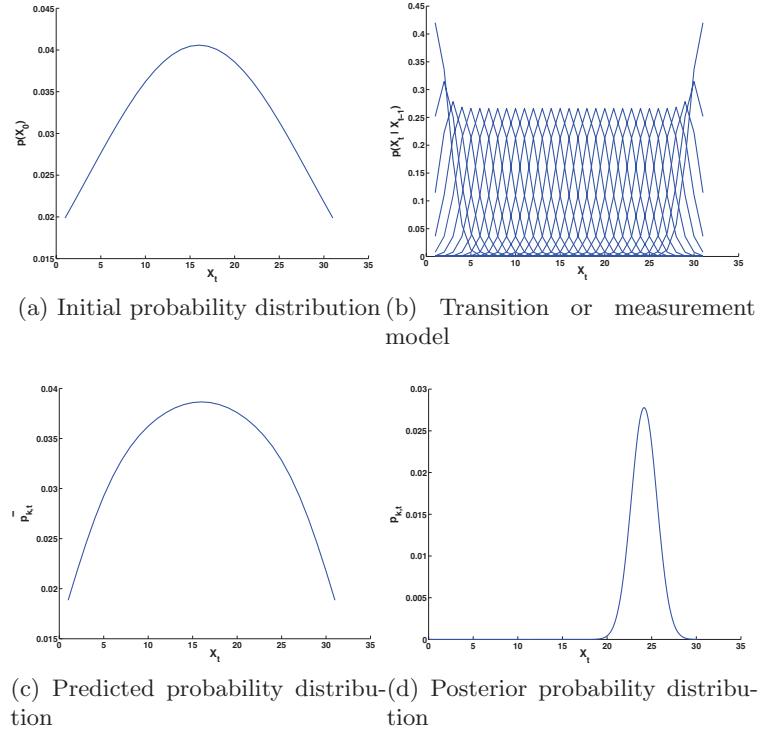 0.045
0.04
0.035
0.03
0.025
0.02
0.015
p(X0)
0 5 10 15 20 25 30 35
Xt
0.45
0.4
0.35
0.3
0.25
0.2
0.15
0.1
0.05
0
p(Xt | Xt-1)
0 5 10 15 20 25 30 35
Xt
(a) Initial probability distribution
(b) Transition or measurement
model
0.04
0.035
0.03
0.025
0.02
0.015
p̄k,t
0 5 10 15 20 25 30 35
Xt
0.03
0.025
0.02
0.015
0.01
0.005
0
pk,t
0 5 10 15 20 25 30 35
Xt
(c) Predicted probability distribu-
tion
(d) Posterior probability distribu-
tion